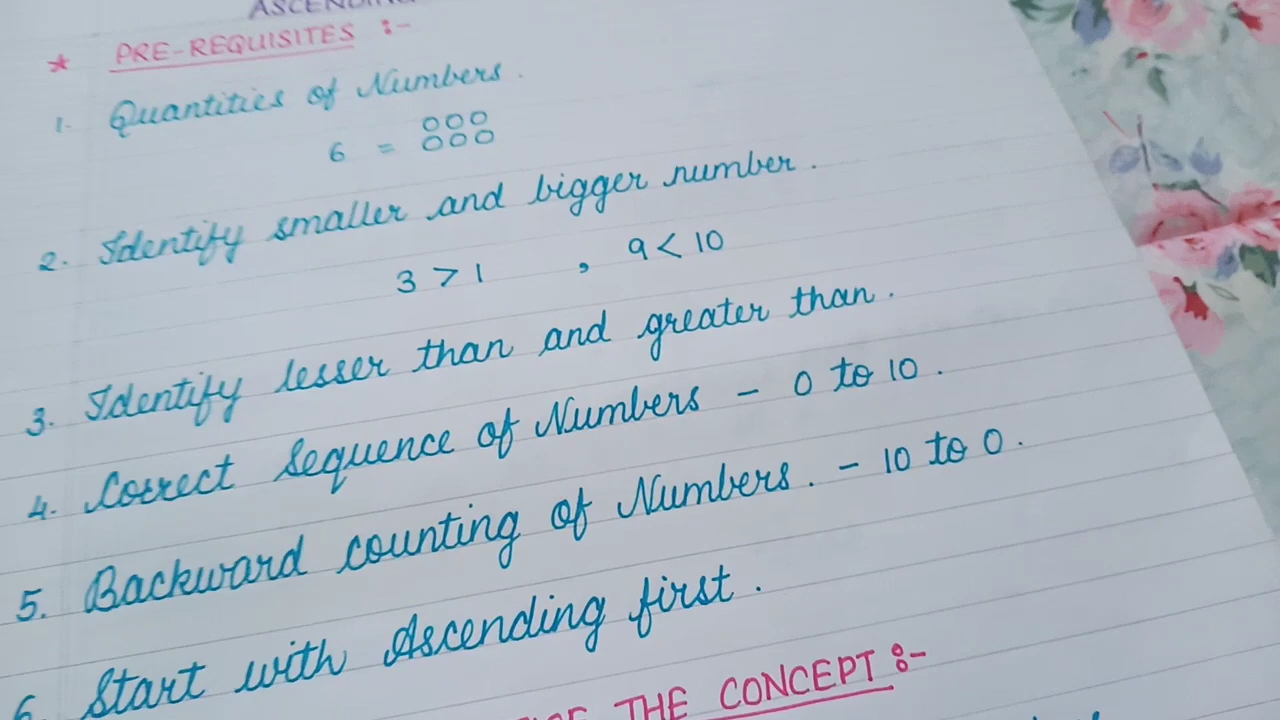 * PRE-REQUISITES :-
1. Quantities of Numbers.
6 = 000 000
2. Identify smaller and bigger number.
3 > 1 , 9 < 10
3. Identify lesser than and greater than.
4. Correct sequence of Numbers - 0 to 10.
5. Backward counting of Numbers. - 10 to 0.
6. Start with Ascending first.
THE CONCEPT :-